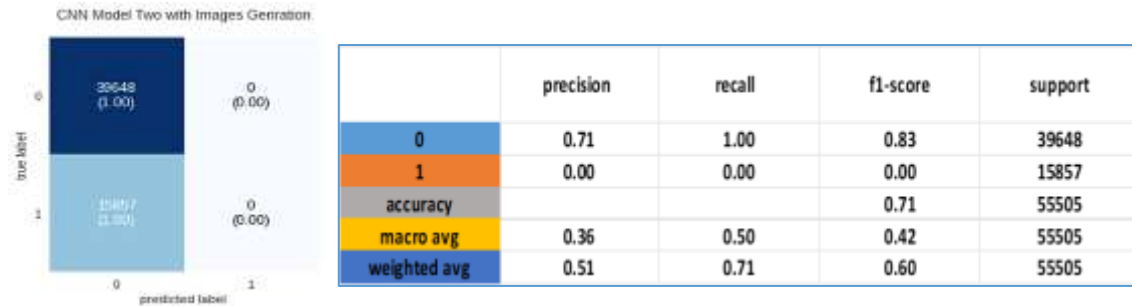 CNN Model Two with Images Genration
true label
0
39648 (1.00)
0 (0.00)
1
15857 (1.00)
0 (0.00)
0 1
predicted label
precision recall f1-score support
0 0.71 1.00 0.83 39648
1 0.00 0.00 0.00 15857
accuracy 0.71 55505
macro avg 0.36 0.50 0.42 55505
weighted avg 0.51 0.71 0.60 55505